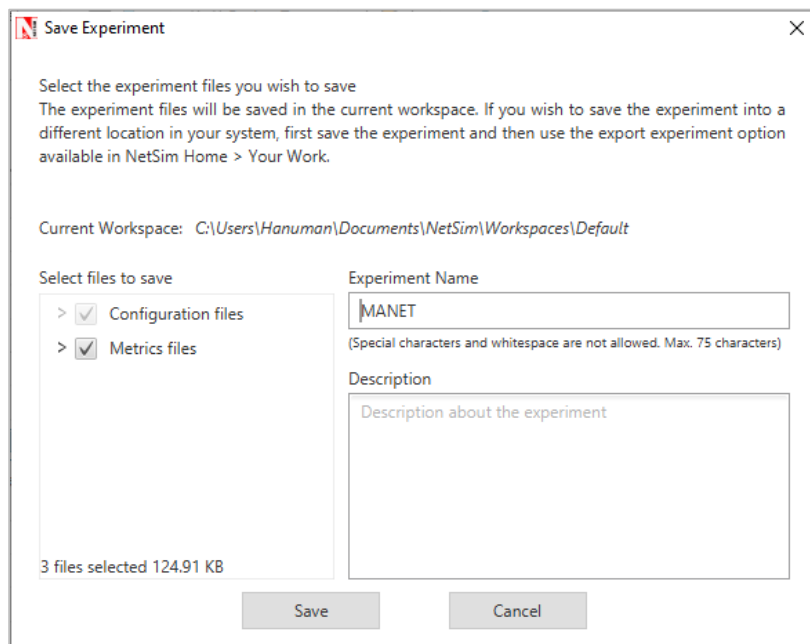 Save Experiment
Select the experiment files you wish to save
The experiment files will be saved in the current workspace. If you wish to save the experiment into a
different location in your system, first save the experiment and then use the export experiment option
available in NetSim Home > Your Work.
Current Workspace: C:\Users\Hanuman\Documents\NetSim\Workspaces\Default
Select files to save
> Configuration files
> Metrics files
3 files selected 124.91 KB
Experiment Name
MANET
(Special characters and whitespace are not allowed. Max. 75 characters)
Description
Description about the experiment
Save
Cancel